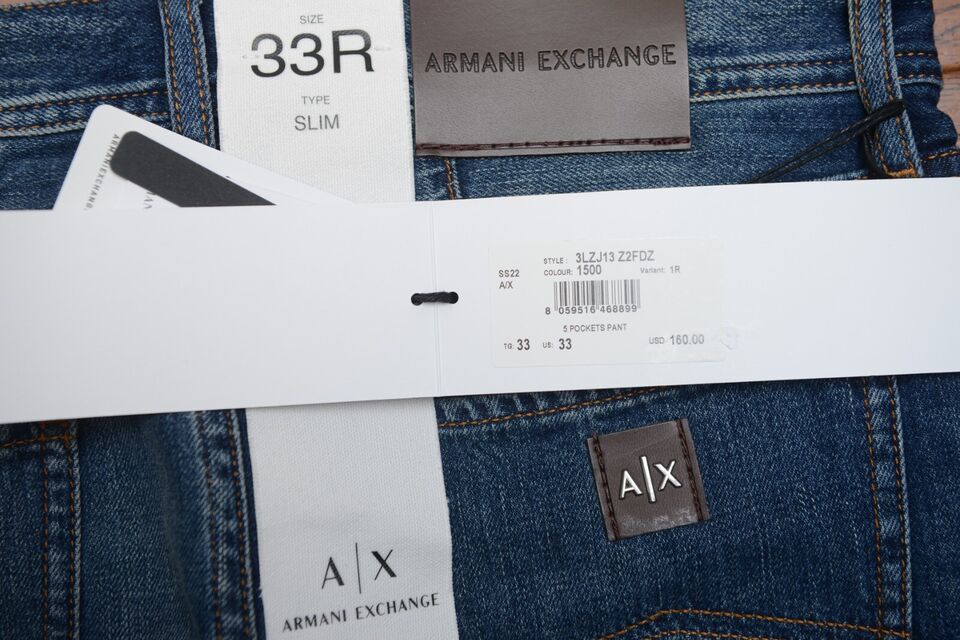 SIZE
33R
TYPE
SLIM
ARMANI EXCHANGE
SS22
A/X
STYLE : 3LZJ13 Z2FDZ
COLOUR: 1500 Variant: 1R
8 059516 468899
5 POCKETS PANT
TG: 33 US: 33 USD 160.00
A|X
A|X
ARMANI EXCHANGE